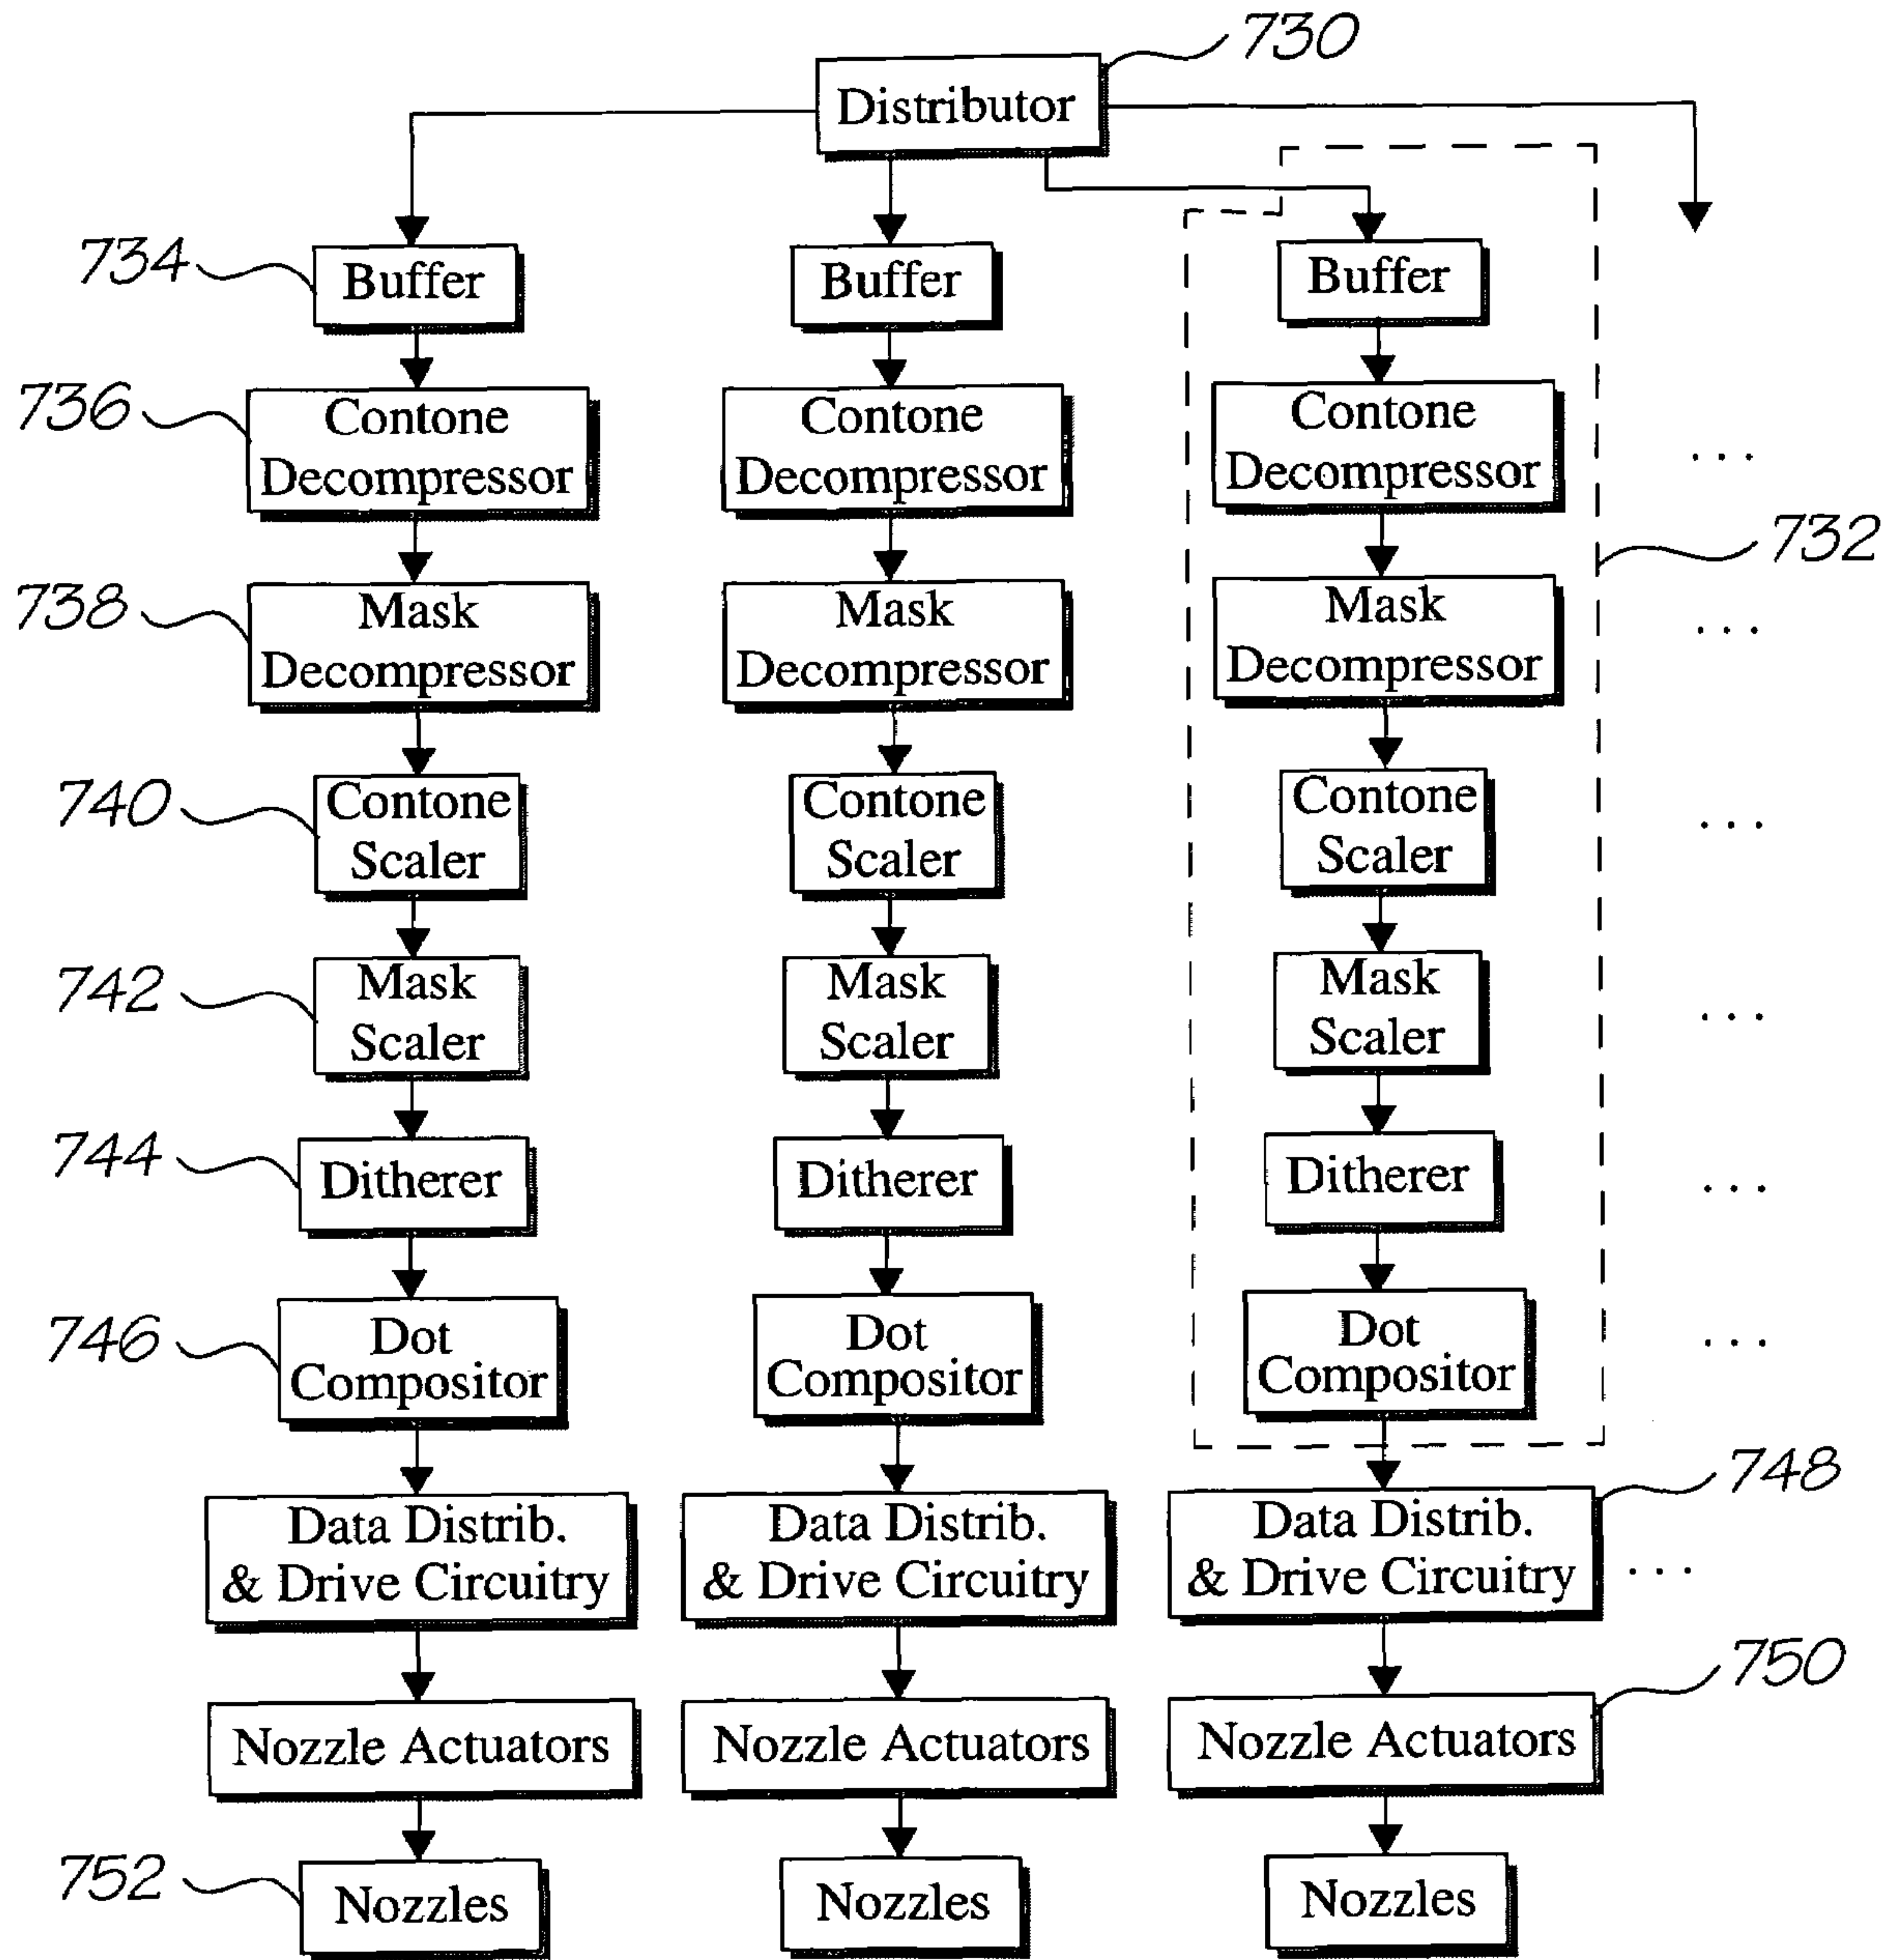 730
Distributor
734
Buffer
Buffer
Buffer
736
Contone
Decompressor
Contone
Decompressor
Contone
Decompressor
...
732
738
Mask
Decompressor
Mask
Decompressor
Mask
Decompressor
...
740
Contone
Scaler
Contone
Scaler
Contone
Scaler
...
742
Mask
Scaler
Mask
Scaler
Mask
Scaler
...
744
Ditherer
Ditherer
Ditherer
...
746
Dot
Compositor
Dot
Compositor
Dot
Compositor
...
748
Data Distrib.
& Drive Circuitry
Data Distrib.
& Drive Circuitry
Data Distrib.
& Drive Circuitry
...
750
Nozzle Actuators
Nozzle Actuators
Nozzle Actuators
752
Nozzles
Nozzles
Nozzles